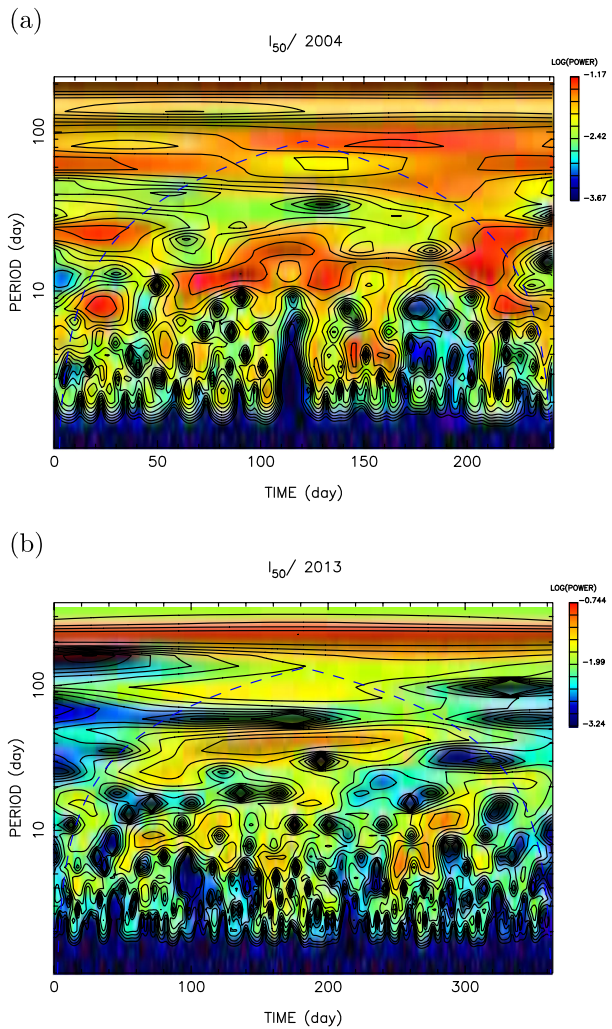 (a)
I50/ 2004
LOG(POWER)
−1.17
−2.42
−3.67
100
10
PERIOD (day)
0 50 100 150 200
TIME (day)
(b)
I50/ 2013
LOG(POWER)
−0.744
−1.99
−3.24
100
10
PERIOD (day)
0 100 200 300
TIME (day)